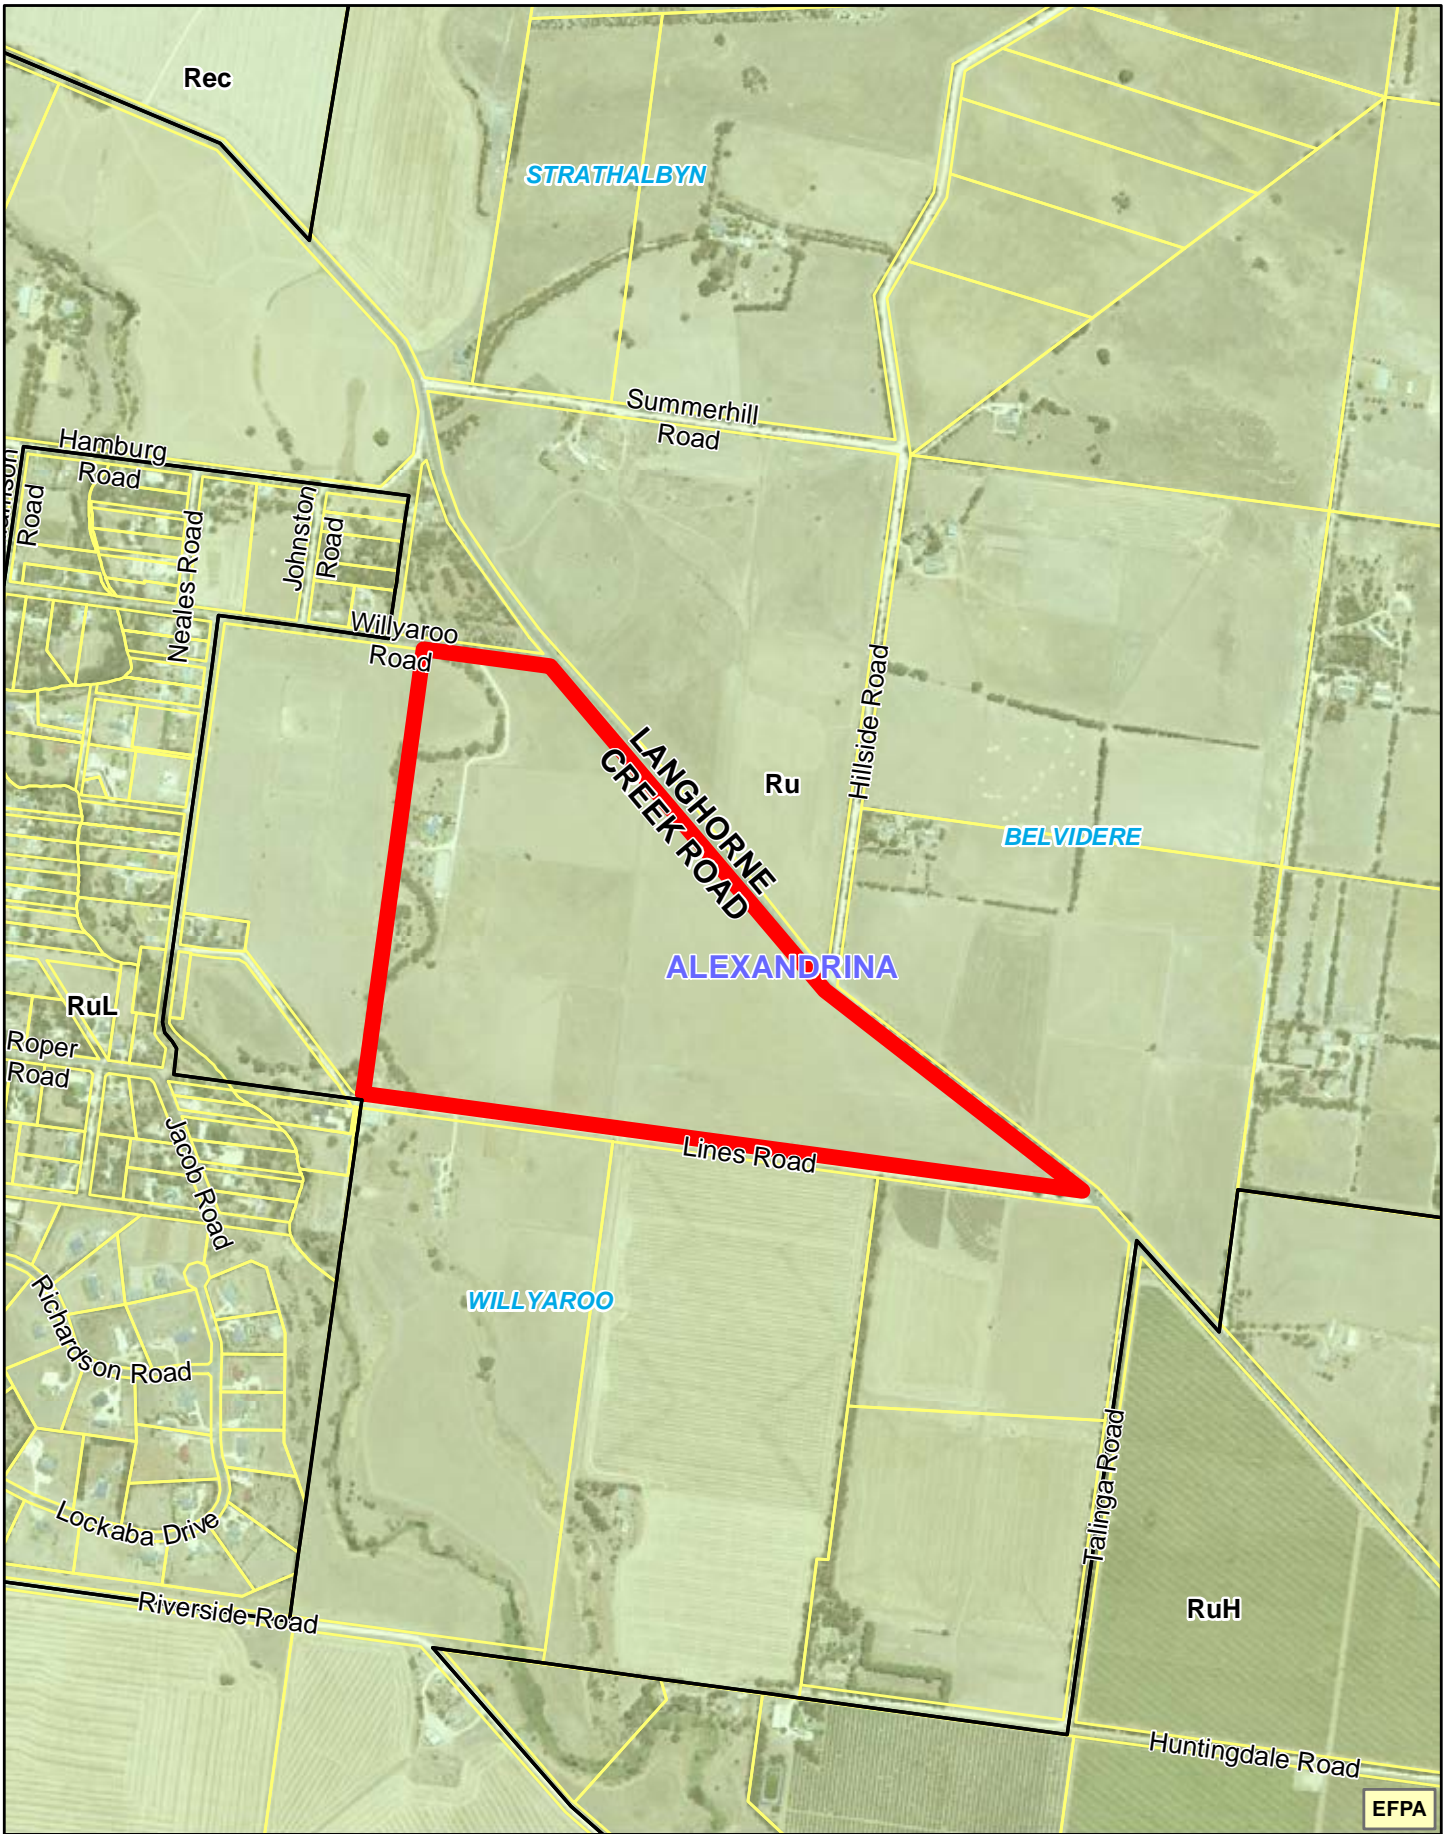 Rec
STRATHALBYN
Summerhill
Road
Hamburg
Road
Road
Johnston
Road
Neales Road
Willyaroo
Road
Hillside Road
LANGHORNE
CREEK ROAD
Ru
BELVIDERE
ALEXANDRINA
RuL
Roper
Road
Jacob Road
Lines Road
WILLYAROO
Richardson Road
Talinga Road
Lockaba Drive
Riverside Road
RuH
Huntingdale Road
EFPA